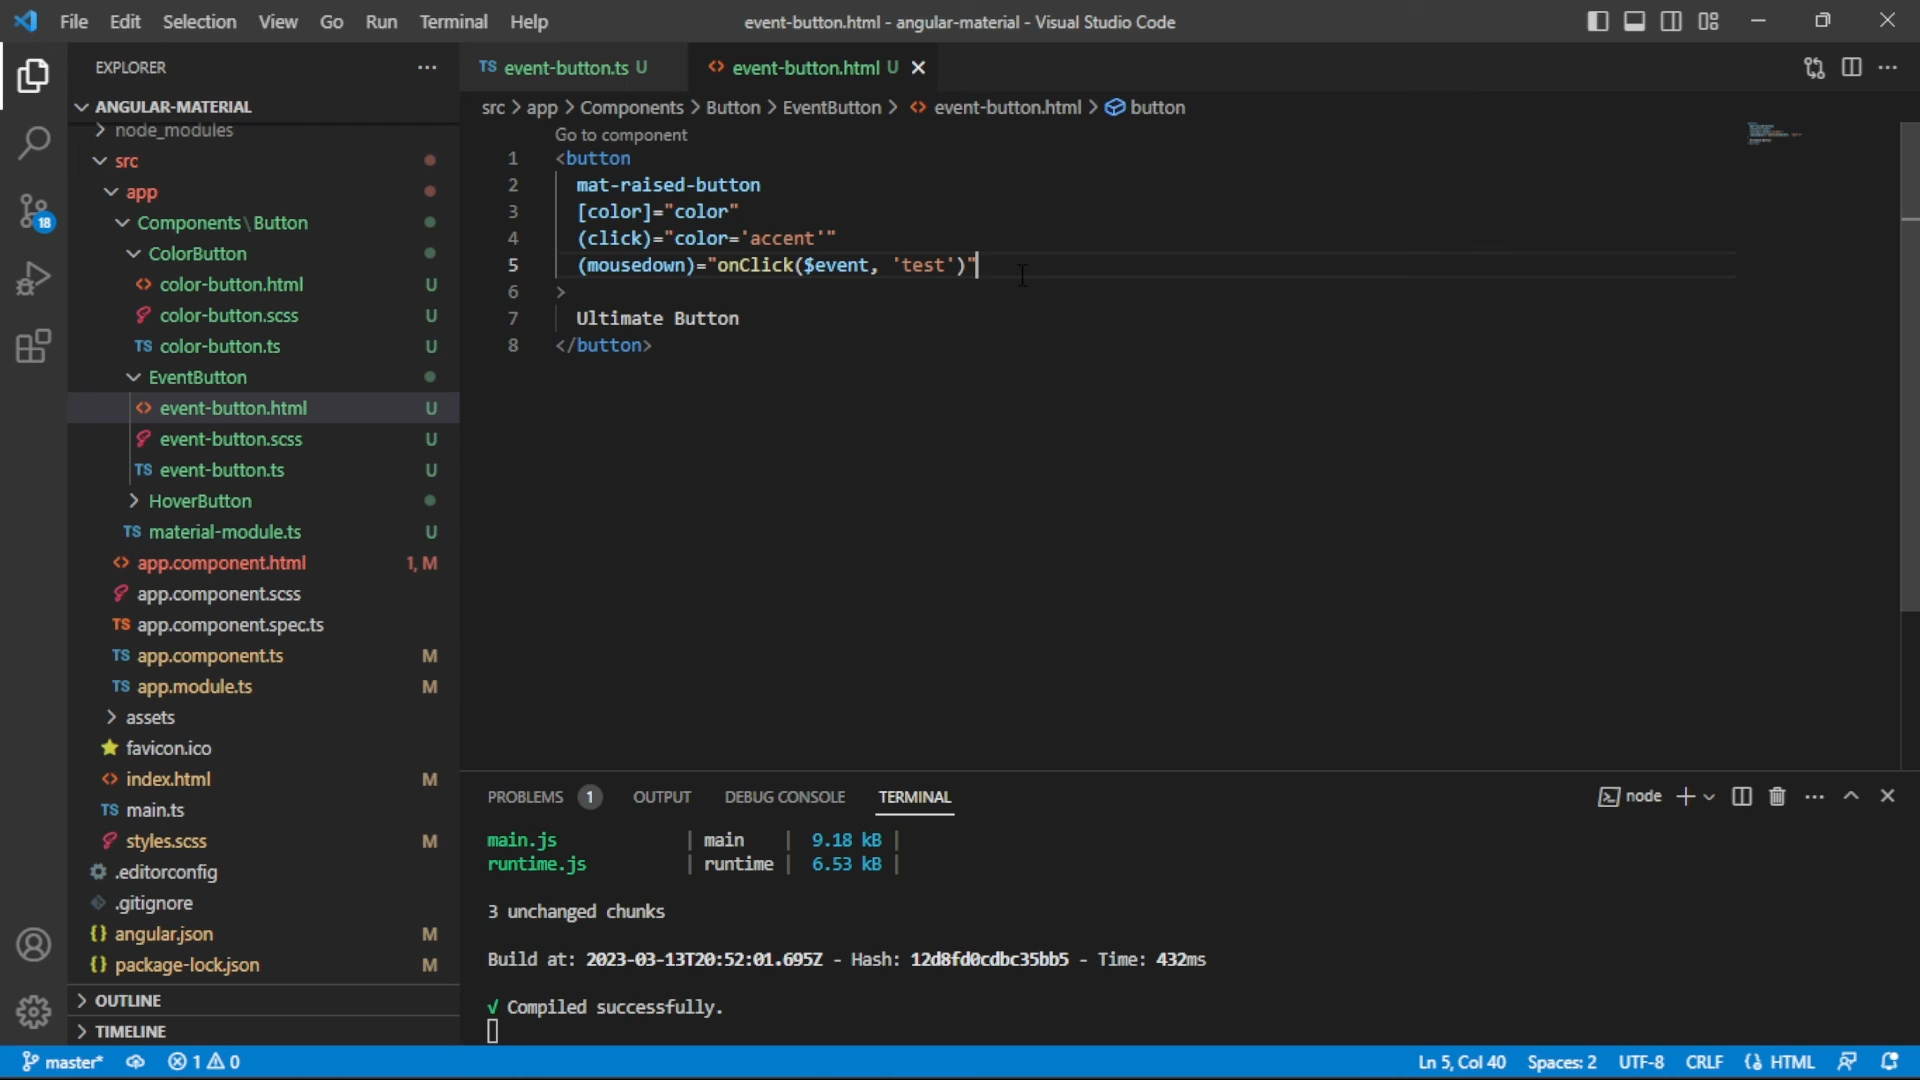 File Edit Selection View Go Run Terminal Help
event-button.html - angular-material - Visual Studio Code
EXPLORER
ANGULAR-MATERIAL
node_modules
src
app
Components\Button
ColorButton
color-button.html U
color-button.scss U
color-button.ts U
EventButton
event-button.html U
event-button.scss U
TS event-button.ts U
HoverButton
TS material-module.ts U
app.component.html 1, M
app.component.scss
TS app.component.spec.ts
TS app.component.ts M
TS app.module.ts M
assets
favicon.ico
index.html M
TS main.ts
styles.scss M
.editorconfig
.gitignore
{} angular.json M
{} package-lock.json M
OUTLINE
TIMELINE
18
TS event-button.ts U
<> event-button.html U
src > app > Components > Button > EventButton > <> event-button.html > button
Go to component
1 <button
2 mat-raised-button
3 [color]="color"
4 (click)="color='accent'"
5 (mousedown)="onClick($event, 'test')"
6 >
7 Ultimate Button
8 </button>
PROBLEMS 1 OUTPUT DEBUG CONSOLE TERMINAL
node
main.js | main | 9.18 kB |
runtime.js | runtime | 6.53 kB |
3 unchanged chunks
Build at: 2023-03-13T20:52:01.695Z - Hash: 12d8fd0cdbc35bb5 - Time: 432ms
√ Compiled successfully.
master* 1 0
Ln 5, Col 40 Spaces: 2 UTF-8 CRLF HTML